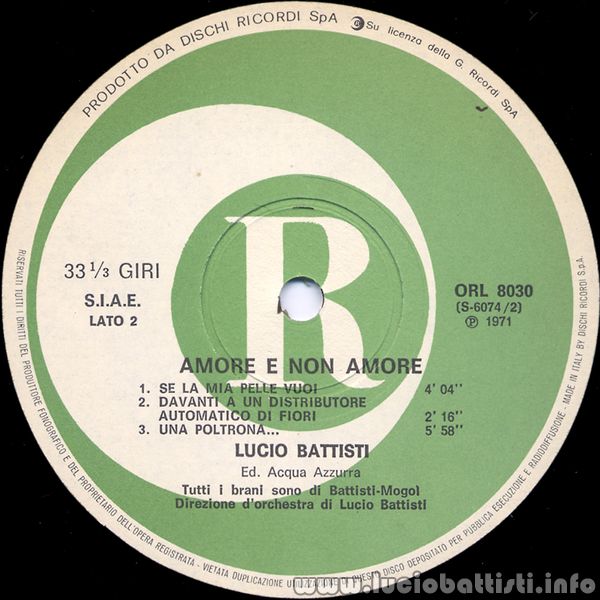 PRODOTTO DA DISCHI RICORDI SpA
R Su licenza della G. Ricordi SpA
R
33 1/3 GIRI
S.I.A.E.
LATO 2
ORL 8030
(S-6074/2)
Ⓟ 1971
AMORE E NON AMORE
1. SE LA MIA PELLE VUOI 4' 04''
2. DAVANTI A UN DISTRIBUTORE
AUTOMATICO DI FIORI 2' 16''
3. UNA POLTRONA... 5' 58''
LUCIO BATTISTI
Ed. Acqua Azzurra
Tutti i brani sono di Battisti-Mogol
Direzione d'orchestra di Lucio Battisti
RISERVATI TUTTI I DIRITTI DEL PRODUTTORE FONOGRAFICO E DEL PROPRIETARIO DELL'OPERA REGISTRATA - VIETATA DUPLICAZIONE UTILIZZAZIONE DI QUESTO DISCO DEPOSITATO PER PUBBLICA ESECUZIONE E RADIODIFFUSIONE - MADE IN ITALY BY DISCHI RICORDI S.p.A.
www.luciobattisti.info